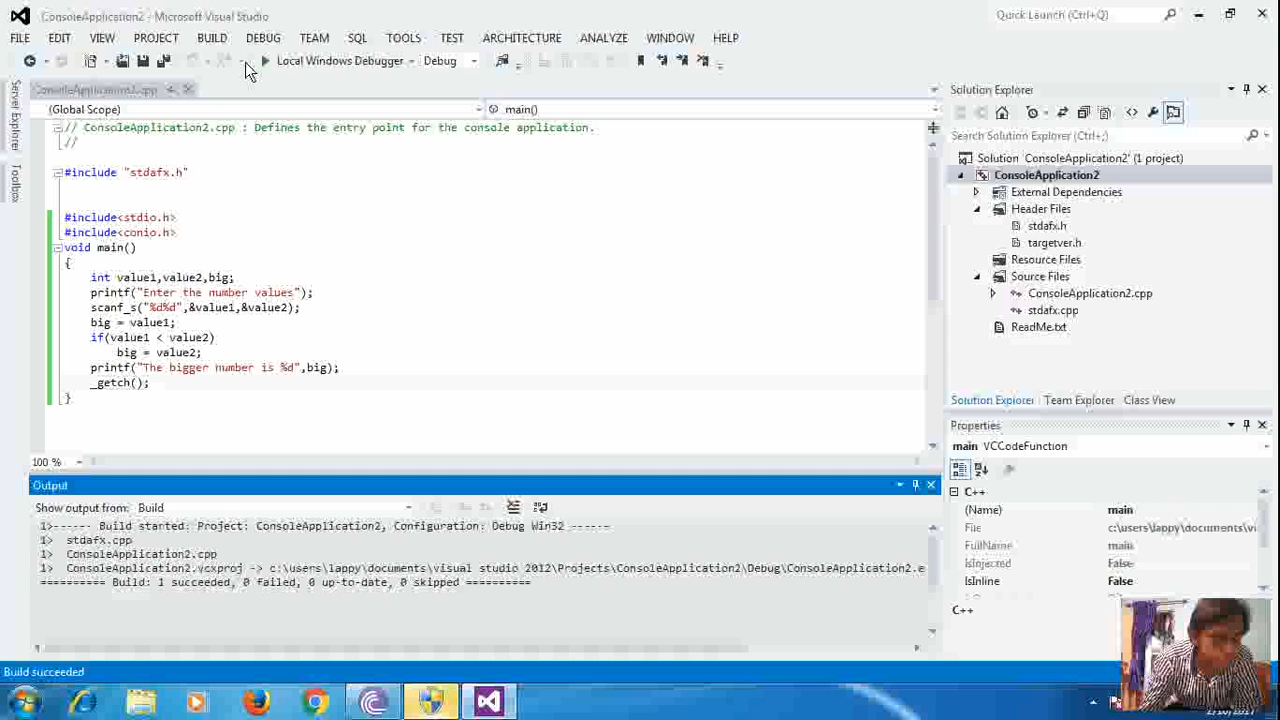 ConsoleApplication2 - Microsoft Visual Studio
Quick Launch (Ctrl+Q)
FILE EDIT VIEW PROJECT BUILD DEBUG TEAM SQL TOOLS TEST ARCHITECTURE ANALYZE WINDOW HELP
Local Windows Debugger Debug
Server Explorer
Toolbox
ConsoleApplication2.cpp
(Global Scope) main()
// ConsoleApplication2.cpp : Defines the entry point for the console application.
//
#include "stdafx.h"
#include<stdio.h>
#include<conio.h>
void main()
{
int value1,value2,big;
printf("Enter the number values");
scanf_s("%d%d",&value1,&value2);
big = value1;
if(value1 < value2)
big = value2;
printf("The bigger number is %d",big);
_getch();
}
100 %
Output
Show output from: Build
1>------ Build started: Project: ConsoleApplication2, Configuration: Debug Win32 ------
1> stdafx.cpp
1> ConsoleApplication2.cpp
1> ConsoleApplication2.vcxproj -> c:\users\lappy\documents\visual studio 2012\Projects\ConsoleApplication2\Debug\ConsoleApplication2.e
========== Build: 1 succeeded, 0 failed, 0 up-to-date, 0 skipped ==========
Build succeeded
Solution Explorer
Search Solution Explorer (Ctrl+;)
Solution 'ConsoleApplication2' (1 project)
ConsoleApplication2
External Dependencies
Header Files
stdafx.h
targetver.h
Resource Files
Source Files
ConsoleApplication2.cpp
stdafx.cpp
ReadMe.txt
Solution Explorer Team Explorer Class View
Properties
main VCCodeFunction
C++
(Name) main
File c:\users\lappy\documents\vi
FullName main
IsInjected False
IsInline False
C++